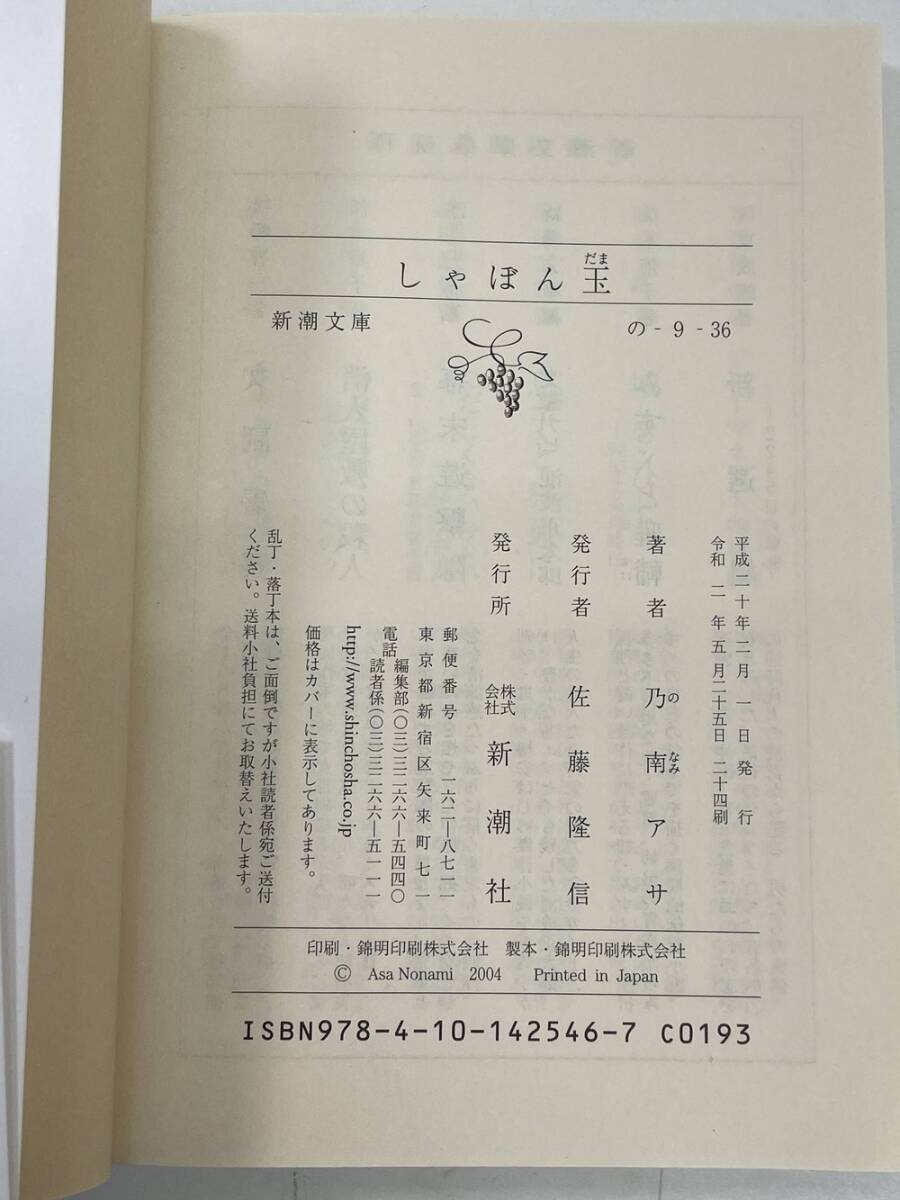 しゃぼん玉
だま
新潮文庫
の - 9 - 36
平成二十年二月一日発行
令和二年五月二十五日二十四刷
著者 乃南アサ
の なみ
発行者 佐藤隆信
発行所 株式会社 新潮社
郵便番号 一六二―八七一一
東京都新宿区矢来町七一
電話 編集部(〇三)三二六六―五四四〇
読者係(〇三)三二六六―五一一一
http://www.shinchosha.co.jp
価格はカバーに表示してあります。
乱丁・落丁本は、ご面倒ですが小社読者係宛ご送付
ください。送料小社負担にてお取替えいたします。
印刷・錦明印刷株式会社 製本・錦明印刷株式会社
© Asa Nonami 2004 Printed in Japan
ISBN978-4-10-142546-7 C0193